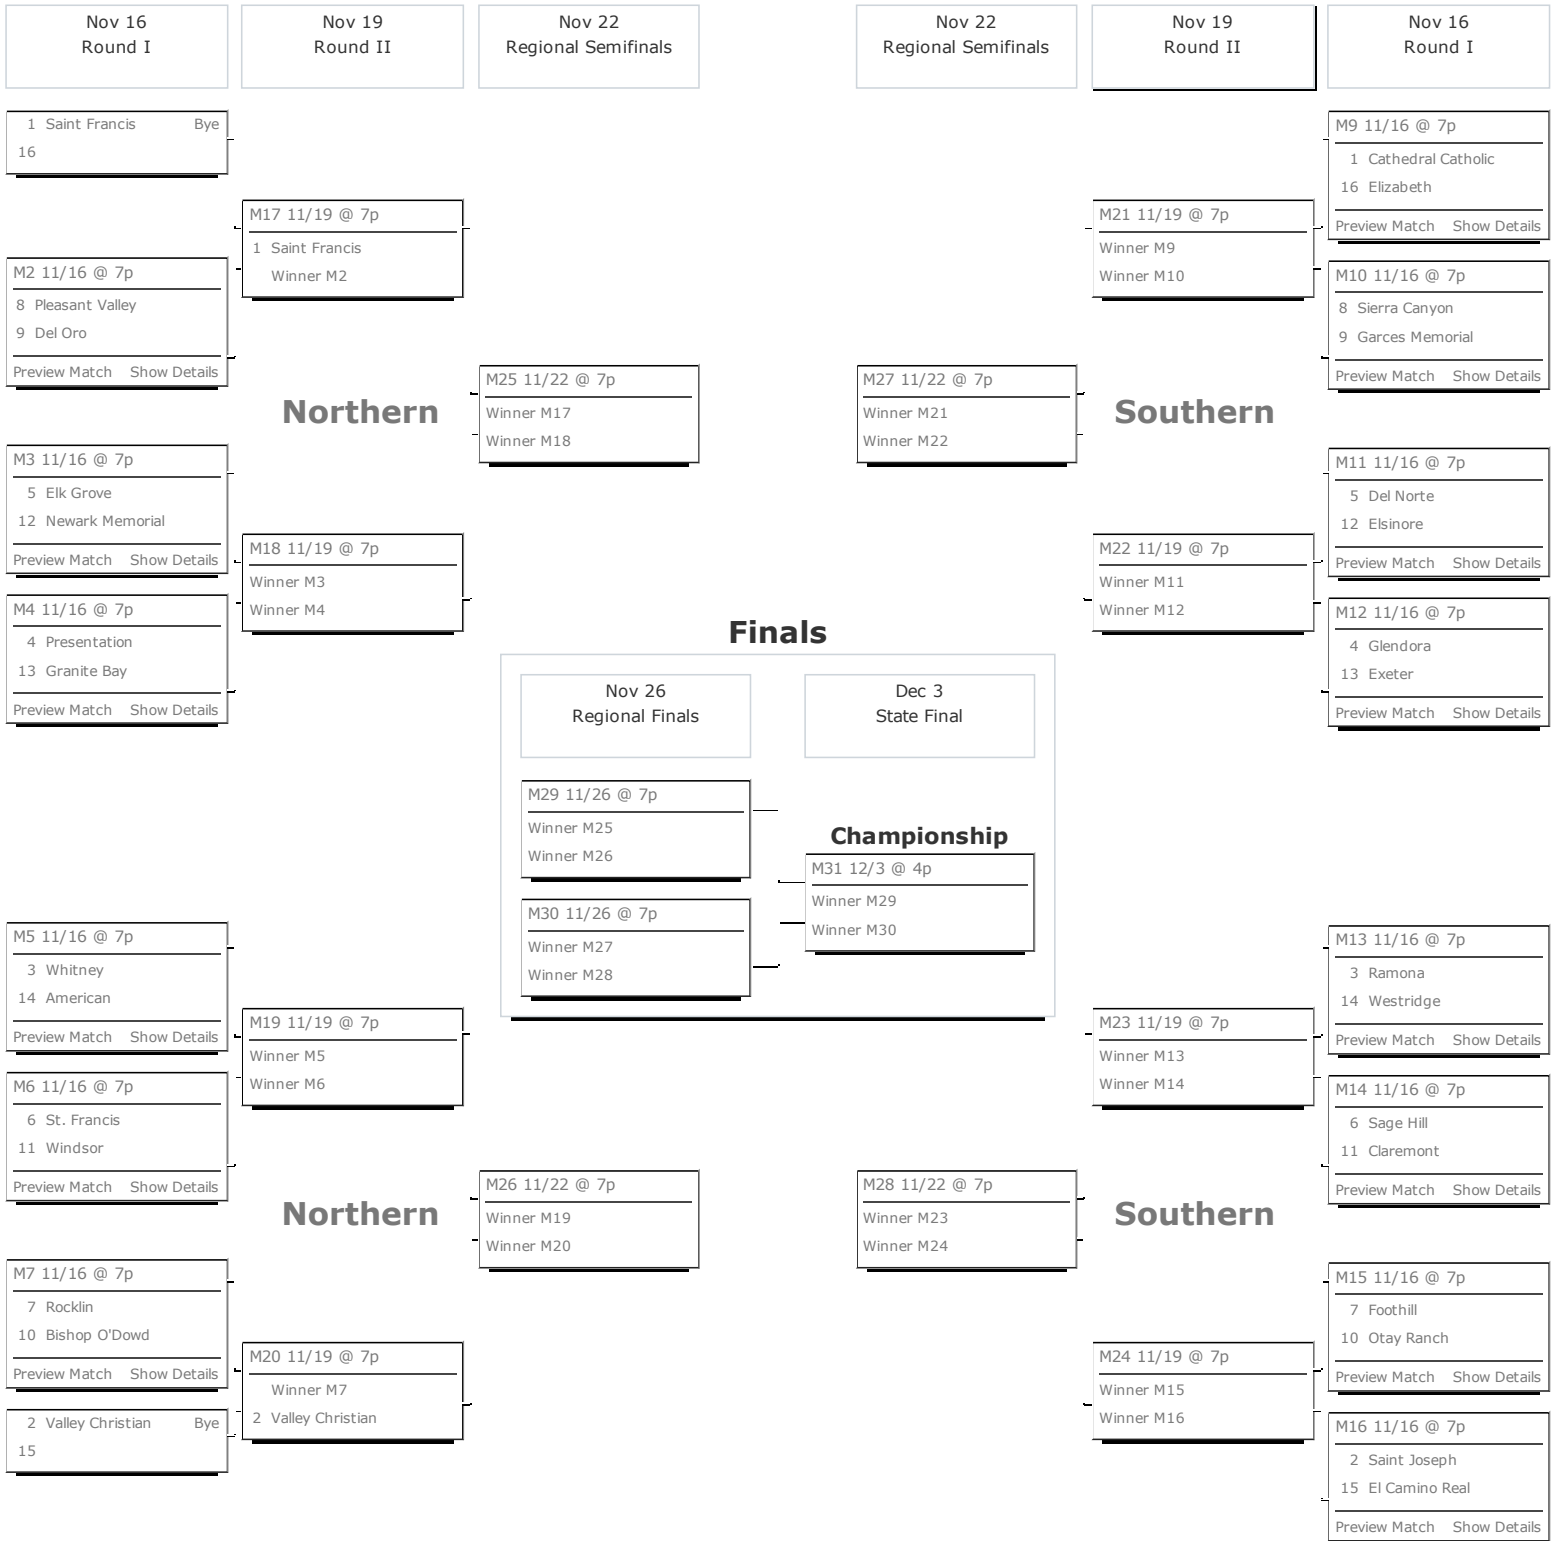 Nov 16
Round I
Nov 19
Round II
Nov 22
Regional Semifinals
Nov 22
Regional Semifinals
Nov 19
Round II
Nov 16
Round I
1 Saint Francis Bye
16
M2 11/16 @ 7p
8 Pleasant Valley
9 Del Oro
Preview Match Show Details
M3 11/16 @ 7p
5 Elk Grove
12 Newark Memorial
Preview Match Show Details
M4 11/16 @ 7p
4 Presentation
13 Granite Bay
Preview Match Show Details
M5 11/16 @ 7p
3 Whitney
14 American
Preview Match Show Details
M6 11/16 @ 7p
6 St. Francis
11 Windsor
Preview Match Show Details
M7 11/16 @ 7p
7 Rocklin
10 Bishop O'Dowd
Preview Match Show Details
2 Valley Christian Bye
15
M17 11/19 @ 7p
1 Saint Francis
Winner M2
Northern
M18 11/19 @ 7p
Winner M3
Winner M4
M19 11/19 @ 7p
Winner M5
Winner M6
Northern
M20 11/19 @ 7p
Winner M7
2 Valley Christian
M25 11/22 @ 7p
Winner M17
Winner M18
M26 11/22 @ 7p
Winner M19
Winner M20
Finals
Nov 26
Regional Finals
Dec 3
State Final
M29 11/26 @ 7p
Winner M25
Winner M26
M30 11/26 @ 7p
Winner M27
Winner M28
Championship
M31 12/3 @ 4p
Winner M29
Winner M30
M27 11/22 @ 7p
Winner M21
Winner M22
M28 11/22 @ 7p
Winner M23
Winner M24
M21 11/19 @ 7p
Winner M9
Winner M10
Southern
M22 11/19 @ 7p
Winner M11
Winner M12
M23 11/19 @ 7p
Winner M13
Winner M14
Southern
M24 11/19 @ 7p
Winner M15
Winner M16
M9 11/16 @ 7p
1 Cathedral Catholic
16 Elizabeth
Preview Match Show Details
M10 11/16 @ 7p
8 Sierra Canyon
9 Garces Memorial
Preview Match Show Details
M11 11/16 @ 7p
5 Del Norte
12 Elsinore
Preview Match Show Details
M12 11/16 @ 7p
4 Glendora
13 Exeter
Preview Match Show Details
M13 11/16 @ 7p
3 Ramona
14 Westridge
Preview Match Show Details
M14 11/16 @ 7p
6 Sage Hill
11 Claremont
Preview Match Show Details
M15 11/16 @ 7p
7 Foothill
10 Otay Ranch
Preview Match Show Details
M16 11/16 @ 7p
2 Saint Joseph
15 El Camino Real
Preview Match Show Details